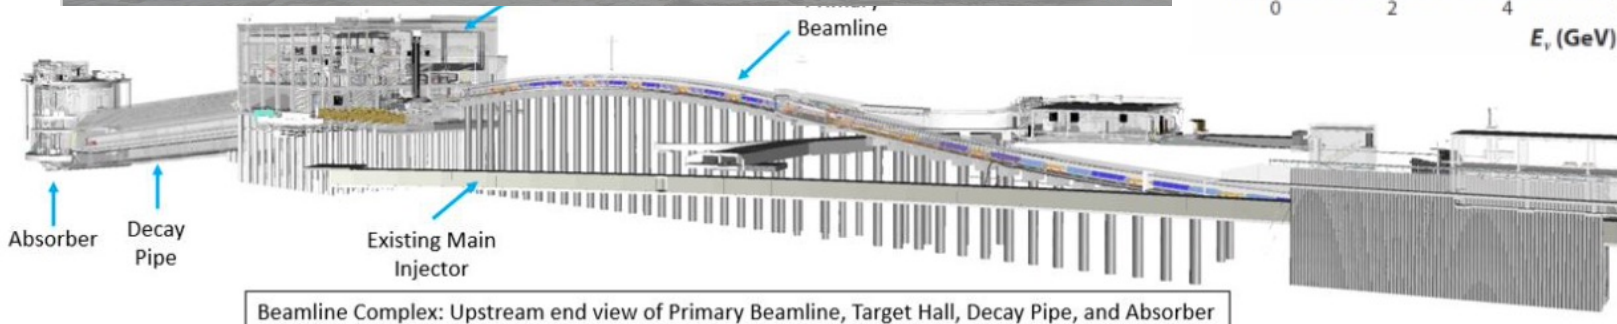 0 2 4
E_ν (GeV)
Primary
Beamline
Absorber
Decay
Pipe
Existing Main
Injector
Beamline Complex: Upstream end view of Primary Beamline, Target Hall, Decay Pipe, and Absorber